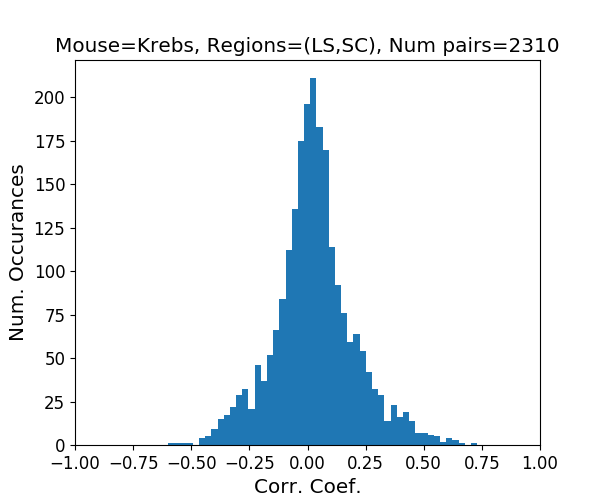 Mouse=Krebs, Regions=(LS,SC), Num pairs=2310
Num. Occurances
200
175
150
125
100
75
50
25
0
−1.00 −0.75 −0.50 −0.25 0.00 0.25 0.50 0.75 1.00
Corr. Coef.